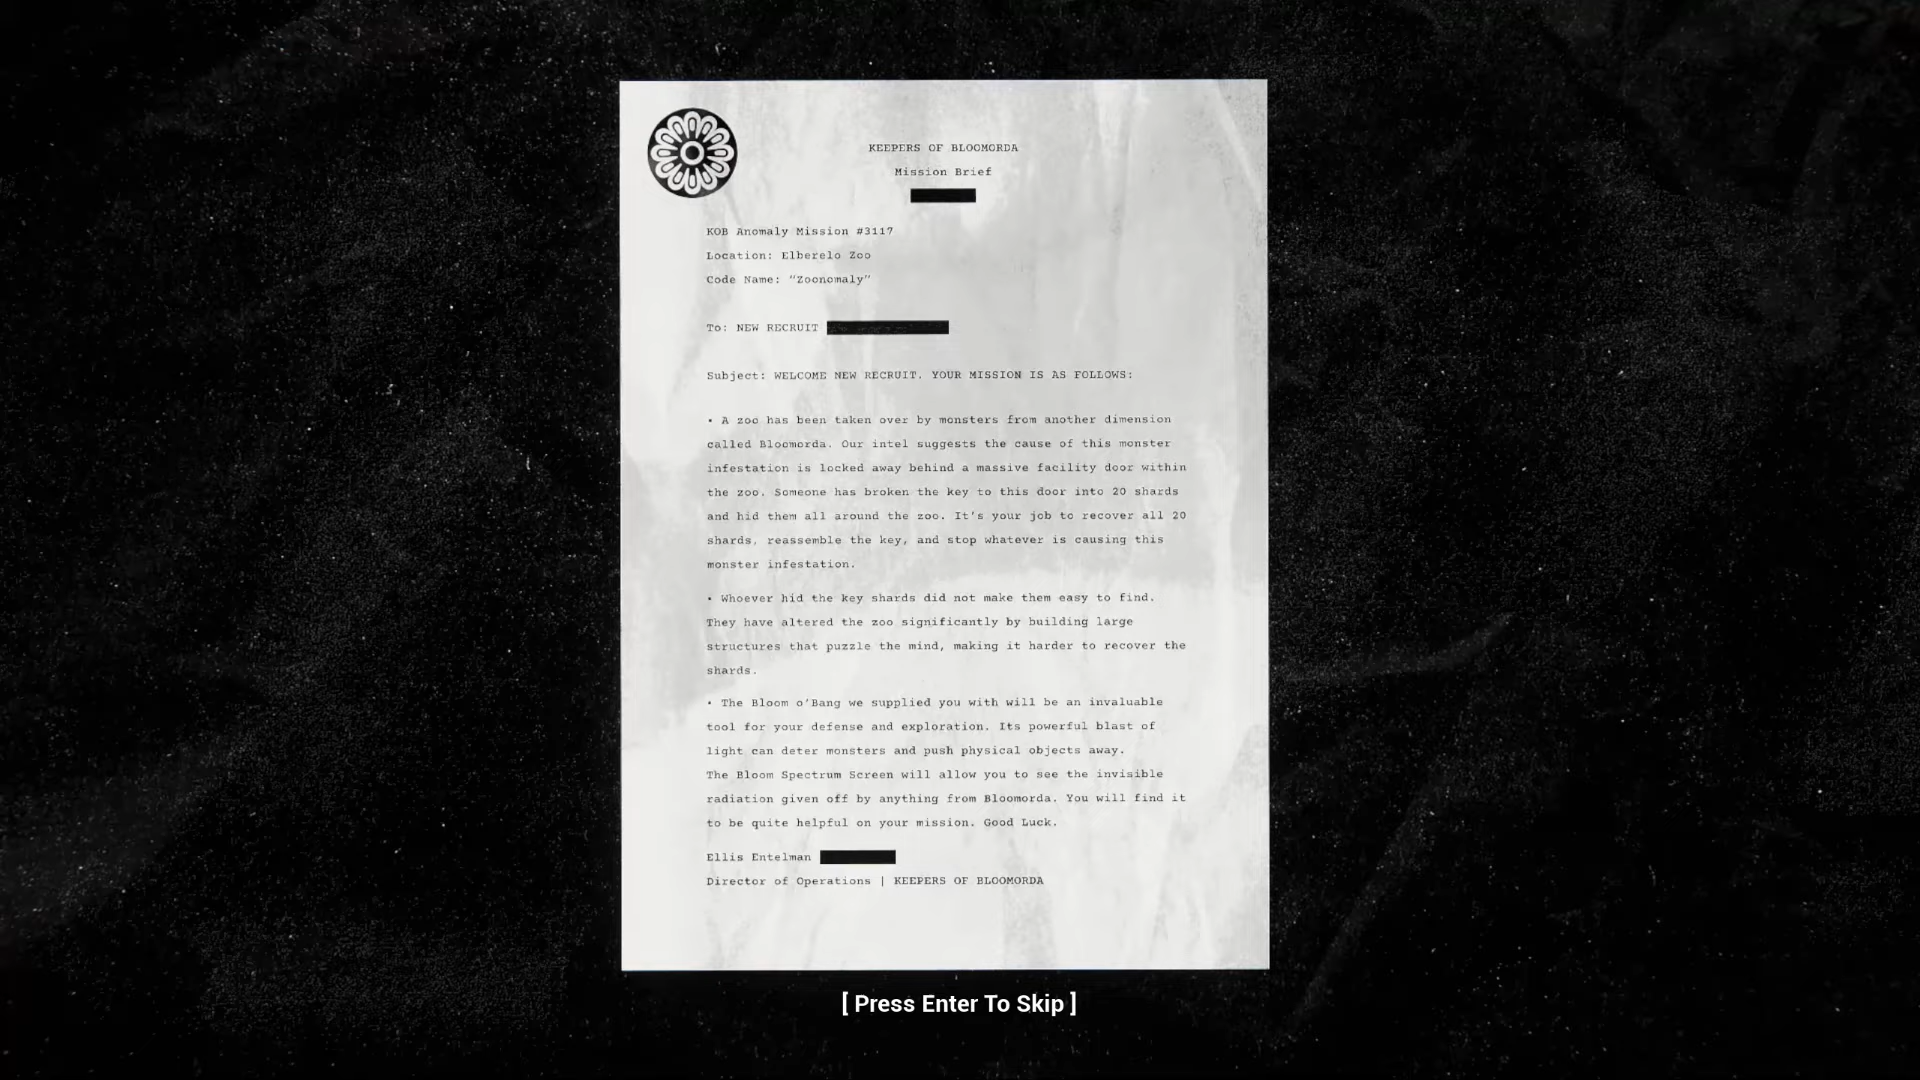 KEEPERS OF BLOOMORDA
Mission Brief
KOB Anomaly Mission #3117
Location: Elberelo Zoo
Code Name: “Zoonomaly”
To: NEW RECRUIT
Subject: WELCOME NEW RECRUIT. YOUR MISSION IS AS FOLLOWS:
• A zoo has been taken over by monsters from another dimension
called Bloomorda. Our intel suggests the cause of this monster
infestation is locked away behind a massive facility door within
the zoo. Someone has broken the key to this door into 20 shards
and hid them all around the zoo. It’s your job to recover all 20
shards, reassemble the key, and stop whatever is causing this
monster infestation.
• Whoever hid the key shards did not make them easy to find.
They have altered the zoo significantly by building large
structures that puzzle the mind, making it harder to recover the
shards.
• The Bloom o’Bang we supplied you with will be an invaluable
tool for your defense and exploration. Its powerful blast of
light can deter monsters and push physical objects away.
The Bloom Spectrum Screen will allow you to see the invisible
radiation given off by anything from Bloomorda. You will find it
to be quite helpful on your mission. Good Luck.
Ellis Entelman
Director of Operations | KEEPERS OF BLOOMORDA
[ Press Enter To Skip ]